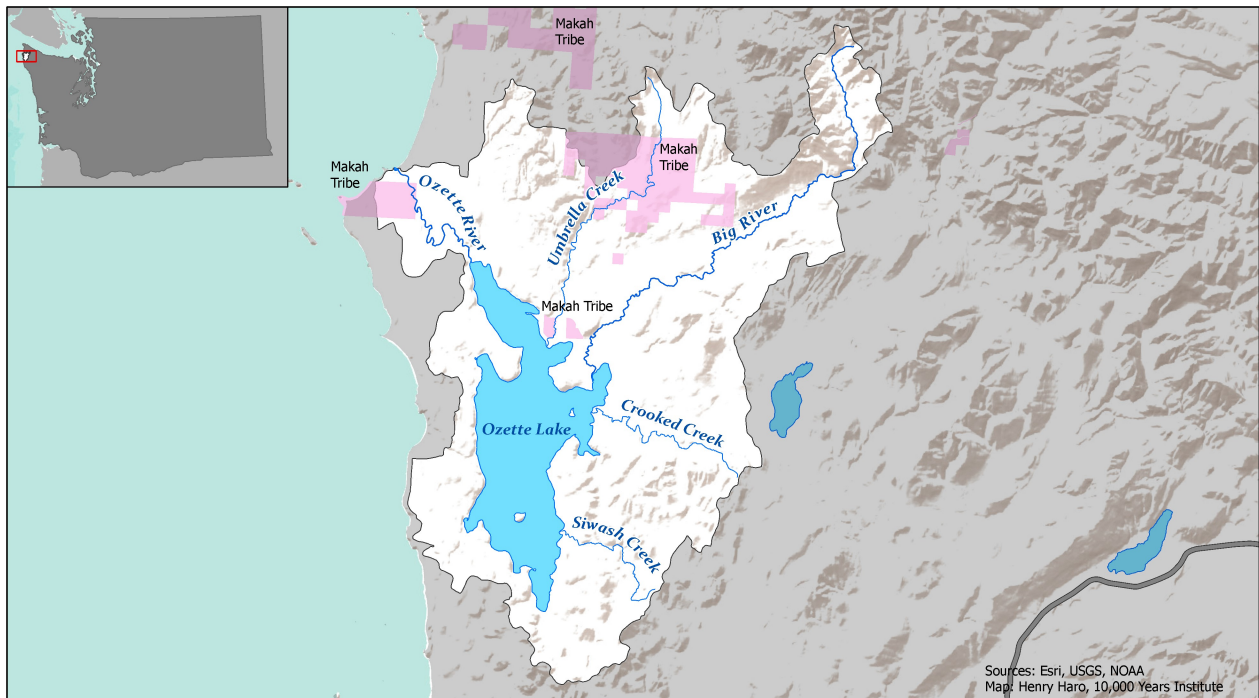 Makah
Tribe
Makah
Tribe
Makah
Tribe
Ozette River
Umbrella Creek
Big River
Makah Tribe
Crooked Creek
Ozette Lake
Siwash Creek
Sources: Esri, USGS, NOAA
Map: Henry Haro, 10,000 Years Institute